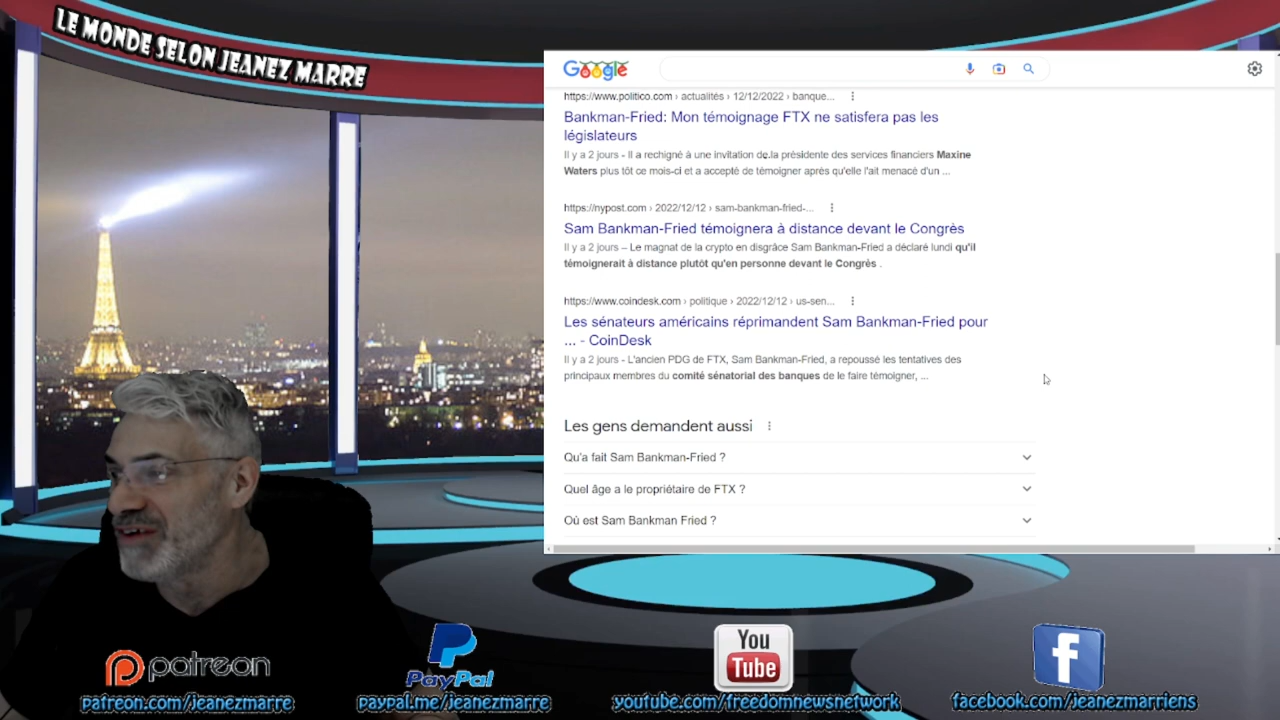 LE MONDE SELON JEANEZ MARRE
Google
https://www.politico.com › actualités › 12/12/2022 › banque...
Bankman-Fried: Mon témoignage FTX ne satisfera pas les
législateurs
Il y a 2 jours - Il a rechigné à une invitation de la présidente des services financiers Maxine
Waters plus tôt ce mois-ci et a accepté de témoigner après qu'elle l'ait menacé d'un ...
https://nypost.com › 2022/12/12 › sam-bankman-fried-...
Sam Bankman-Fried témoignera à distance devant le Congrès
Il y a 2 jours – Le magnat de la crypto en disgrâce Sam Bankman-Fried a déclaré lundi qu'il
témoignerait à distance plutôt qu'en personne devant le Congrès .
https://www.coindesk.com › politique › 2022/12/12 › us-sen...
Les sénateurs américains réprimandent Sam Bankman-Fried pour
... - CoinDesk
Il y a 2 jours - L'ancien PDG de FTX, Sam Bankman-Fried, a repoussé les tentatives des
principaux membres du comité sénatorial des banques de le faire témoigner, ...
Les gens demandent aussi
Qu'a fait Sam Bankman-Fried ?
Quel âge a le propriétaire de FTX ?
Où est Sam Bankman Fried ?
patreon
PayPal
You
Tube
f
patreon.com/jeanezmarre
paypal.me/jeanezmarre
youtube.com/freedomnewsnetwork
facebook.com/jeanezmarriens